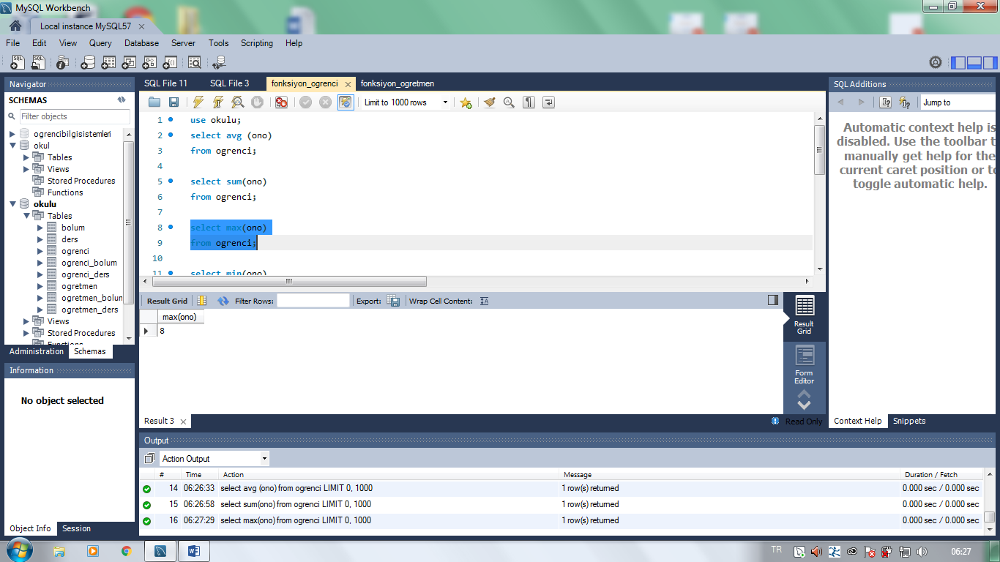 MySQL Workbench
Local instance MySQL57
File Edit View Query Database Server Tools Scripting Help
Navigator
SCHEMAS
Filter objects
ogrencibilgisistemleri
okul
Tables
Views
Stored Procedures
Functions
okulu
Tables
bolum
ders
ogrenci
ogrenci_bolum
ogrenci_ders
ogretmen
ogretmen_bolun
ogretmen_ders
Views
Stored Procedures
Functions
Administration Schemas
Information
No object selected
Object Info Session
SQL File 11 SQL File 3 fonksiyon_ogrenci fonksiyon_ogretmen
Limit to 1000 rows
1 use okulu;
2 select avg (ono)
3 from ogrenci;
4
5 select sum(ono)
6 from ogrenci;
7
8 select max(ono)
9 from ogrenci;
10
11 select min(ono)
Result Grid Filter Rows: Export: Wrap Cell Content:
max(ono)
8
Result Grid
Form Editor
Result 3 Read Only
SQL Additions
Jump to
Automatic context help is
disabled. Use the toolbar t
manually get help for the
current caret position or to
toggle automatic help.
Context Help Snippets
Output
Action Output
# Time Action Message Duration / Fetch
14 06:26:33 select avg (ono) from ogrenci LIMIT 0, 1000 1 row(s) returned 0.000 sec / 0.000 sec
15 06:26:58 select sum(ono) from ogrenci LIMIT 0, 1000 1 row(s) returned 0.000 sec / 0.000 sec
16 06:27:29 select max(ono) from ogrenci LIMIT 0, 1000 1 row(s) returned 0.000 sec / 0.000 sec
TR 06:27